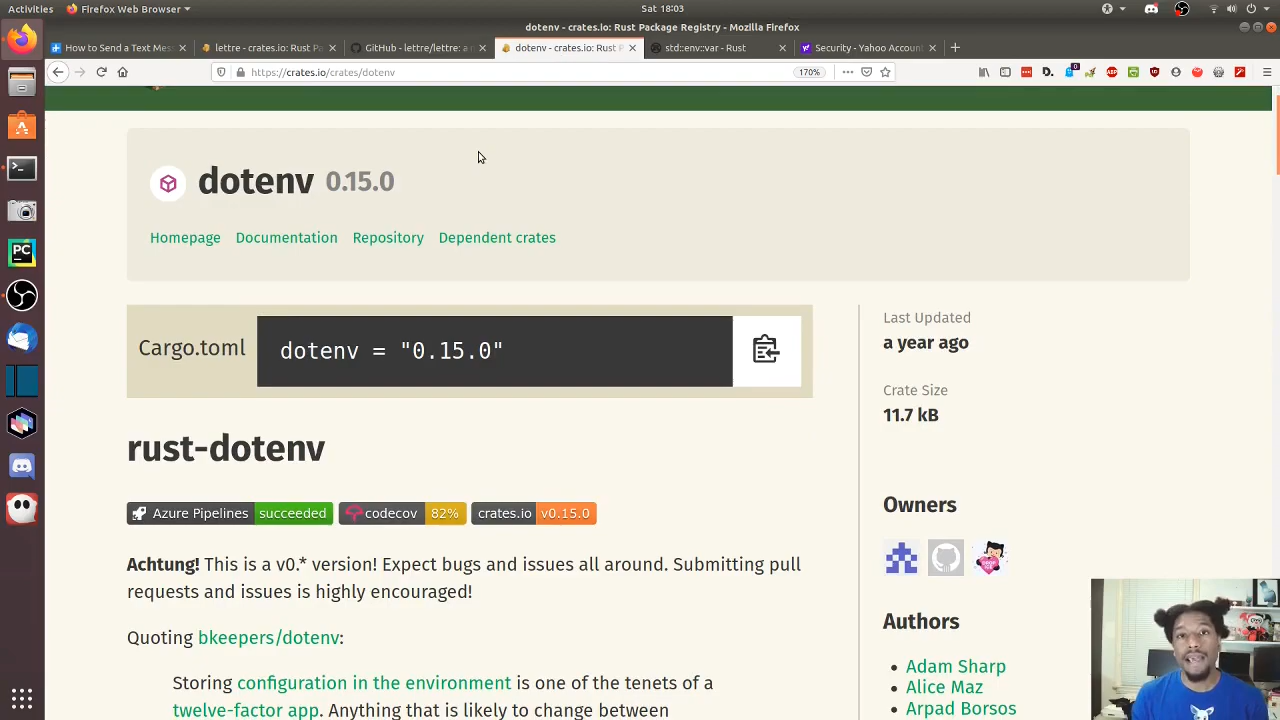 Activities
Firefox Web Browser
Sat 18:03
dotenv - crates.io: Rust Package Registry - Mozilla Firefox
How to Send a Text Mess
lettre - crates.io: Rust Pa
GitHub - lettre/lettre: a r
dotenv - crates.io: Rust P
std::env::var - Rust
Security - Yahoo Account
https://crates.io/crates/dotenv
170%
dotenv 0.15.0
Homepage Documentation Repository Dependent crates
Cargo.toml
dotenv = "0.15.0"
Last Updated
a year ago
Crate Size
11.7 kB
rust-dotenv
Azure Pipelines succeeded codecov 82% crates.io v0.15.0
Achtung! This is a v0.* version! Expect bugs and issues all around. Submitting pull
requests and issues is highly encouraged!
Quoting bkeepers/dotenv:
Storing configuration in the environment is one of the tenets of a
twelve-factor app. Anything that is likely to change between
Owners
Authors
Adam Sharp
Alice Maz
Arpad Borsos